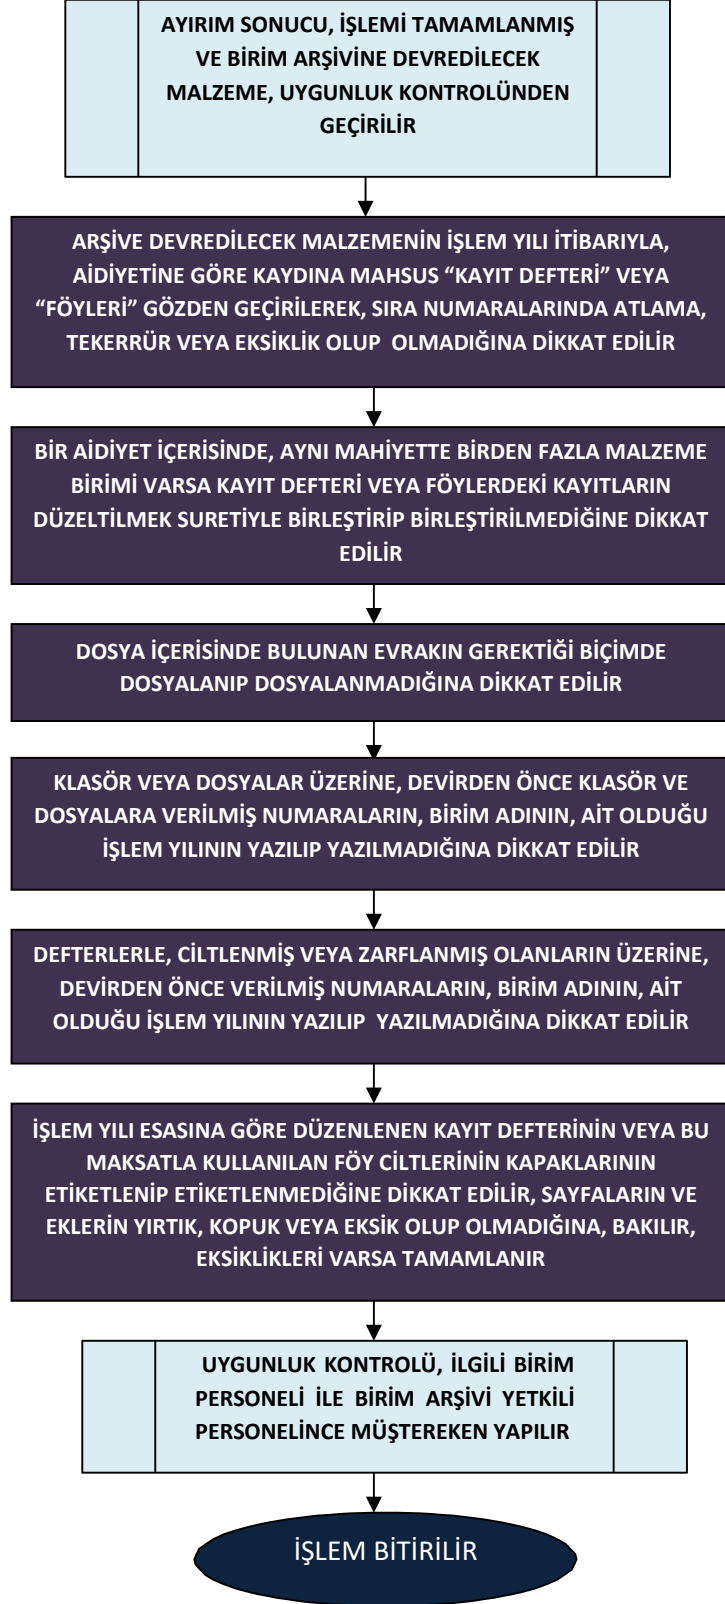 AYIRIM SONUCU, İŞLEMİ TAMAMLANMIŞ
VE BİRİM ARŞİVİNE DEVREDİLECEK
MALZEME, UYGUNLUK KONTROLÜNDEN
GEÇİRİLİR
ARŞİVE DEVREDİLECEK MALZEMENİN İŞLEM YILI İTİBARIYLA,
AİDİYETİNE GÖRE KAYDINA MAHSUS “KAYIT DEFTERİ” VEYA
“FÖYLERİ” GÖZDEN GEÇİRİLEREK, SIRA NUMARALARINDA ATLAMA,
TEKERRÜR VEYA EKSİKLİK OLUP OLMADIĞINA DİKKAT EDİLİR
BİR AİDİYET İÇERİSİNDE, AYNI MAHİYETTE BİRDEN FAZLA MALZEME
BİRİMİ VARSA KAYIT DEFTERİ VEYA FÖYLERDEKİ KAYITLARIN
DÜZELTİLMEK SURETİYLE BİRLEŞTİRİP BİRLEŞTİRİLMEDİĞİNE DİKKAT
EDİLİR
DOSYA İÇERİSİNDE BULUNAN EVRAKIN GEREKTİĞİ BİÇİMDE
DOSYALANIP DOSYALANMADIĞINA DİKKAT EDİLİR
KLASÖR VEYA DOSYALAR ÜZERİNE, DEVİRDEN ÖNCE KLASÖR VE
DOSYALARA VERİLMİŞ NUMARALARIN, BİRİM ADININ, AİT OLDUĞU
İŞLEM YILININ YAZILIP YAZILMADIĞINA DİKKAT EDİLİR
DEFTERLERLE, CİLTLENMİŞ VEYA ZARFLANMIŞ OLANLARIN ÜZERİNE,
DEVİRDEN ÖNCE VERİLMİŞ NUMARALARIN, BİRİM ADININ, AİT
OLDUĞU İŞLEM YILININ YAZILIP YAZILMADIĞINA DİKKAT EDİLİR
İŞLEM YILI ESASINA GÖRE DÜZENLENEN KAYIT DEFTERİNİN VEYA BU
MAKSATLA KULLANILAN FÖY CİLTLERİNİN KAPAKLARININ
ETİKETLENİP ETİKETLENMEDİĞİNE DİKKAT EDİLİR, SAYFALARIN VE
EKLERİN YIRTIK, KOPUK VEYA EKSİK OLUP OLMADIĞINA, BAKILIR,
EKSİKLİKLERİ VARSA TAMAMLANIR
UYGUNLUK KONTROLÜ, İLGİLİ BİRİM
PERSONELİ İLE BİRİM ARŞİVİ YETKİLİ
PERSONELİNCE MÜŞTEREKEN YAPILIR
İŞLEM BİTİRİLİR